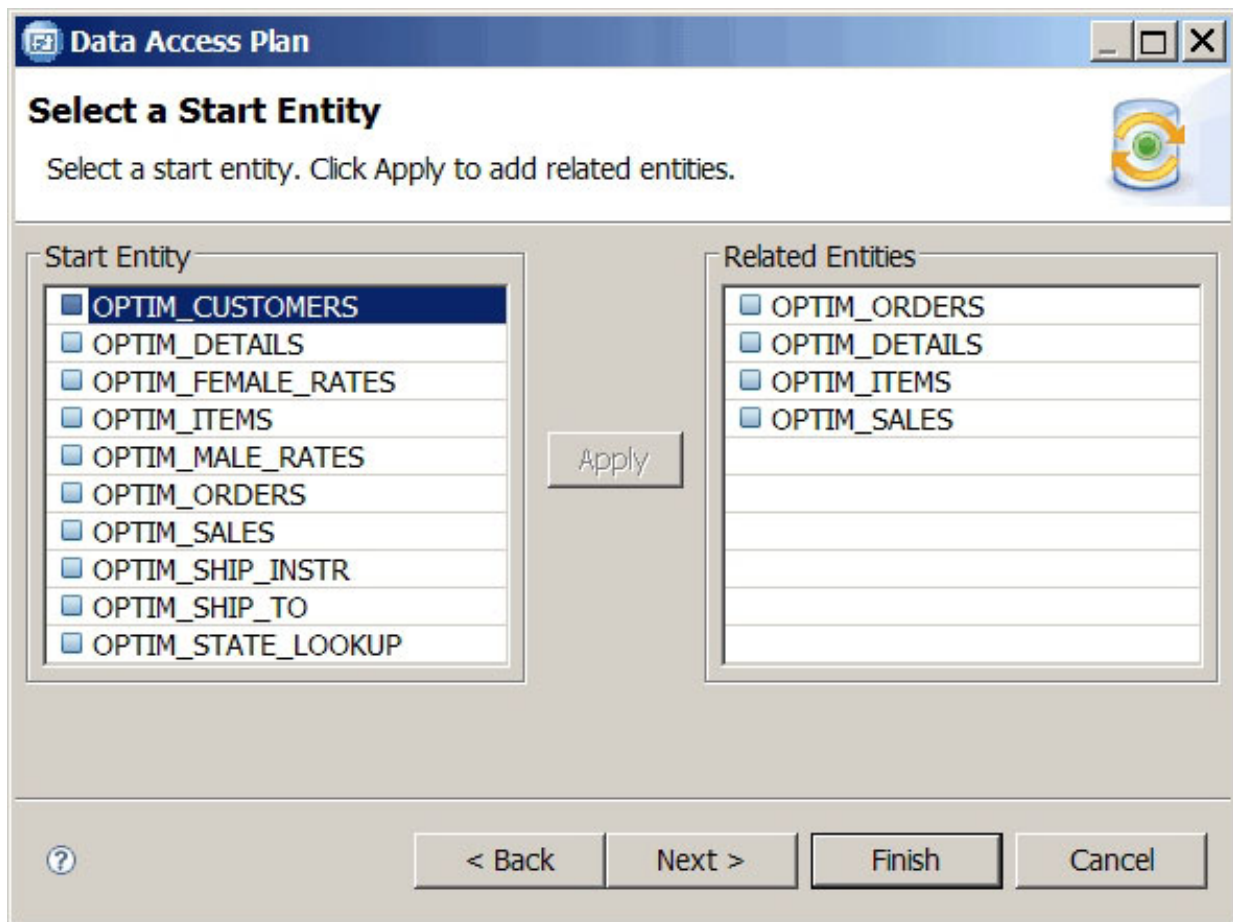 Data Access Plan
Select a Start Entity
Select a start entity. Click Apply to add related entities.
Start Entity
OPTIM_CUSTOMERS
OPTIM_DETAILS
OPTIM_FEMALE_RATES
OPTIM_ITEMS
OPTIM_MALE_RATES
OPTIM_ORDERS
OPTIM_SALES
OPTIM_SHIP_INSTR
OPTIM_SHIP_TO
OPTIM_STATE_LOOKUP
Apply
Related Entities
OPTIM_ORDERS
OPTIM_DETAILS
OPTIM_ITEMS
OPTIM_SALES
?
< Back
Next >
Finish
Cancel